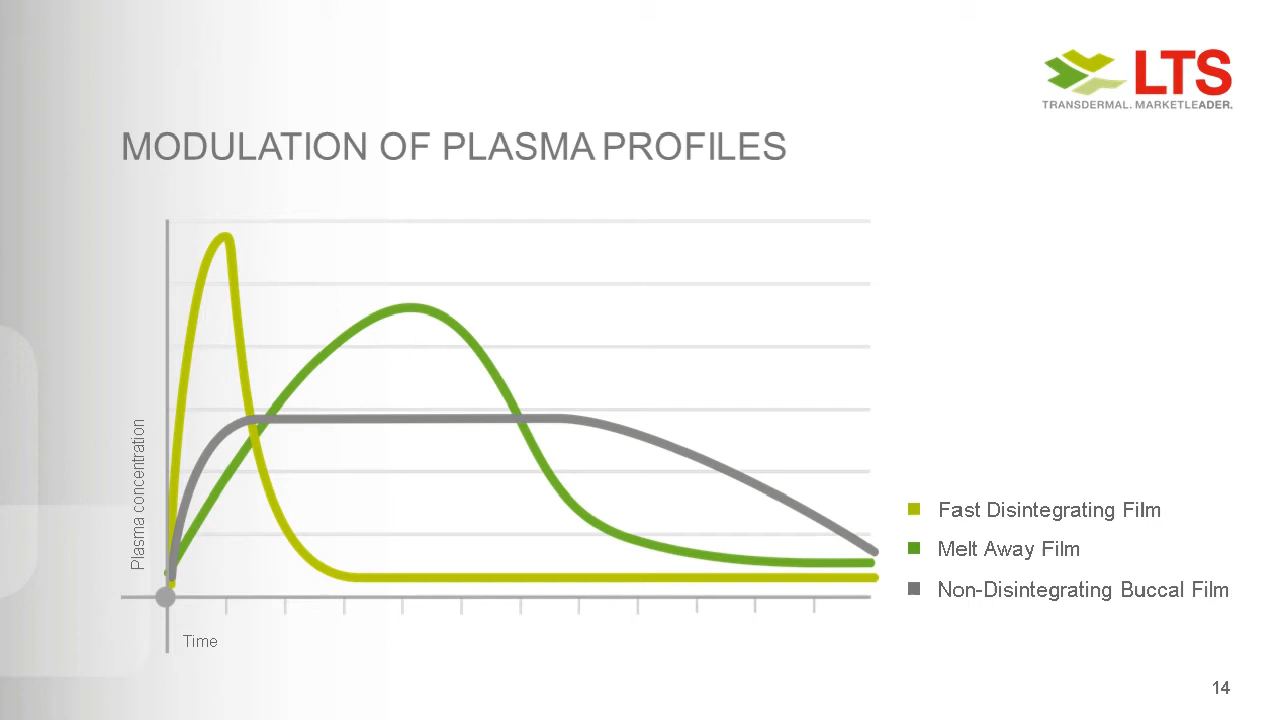 LTS
TRANSDERMAL. MARKETLEADER.
MODULATION OF PLASMA PROFILES
Plasma concentration
Fast Disintegrating Film
Melt Away Film
Non-Disintegrating Buccal Film
Time
14